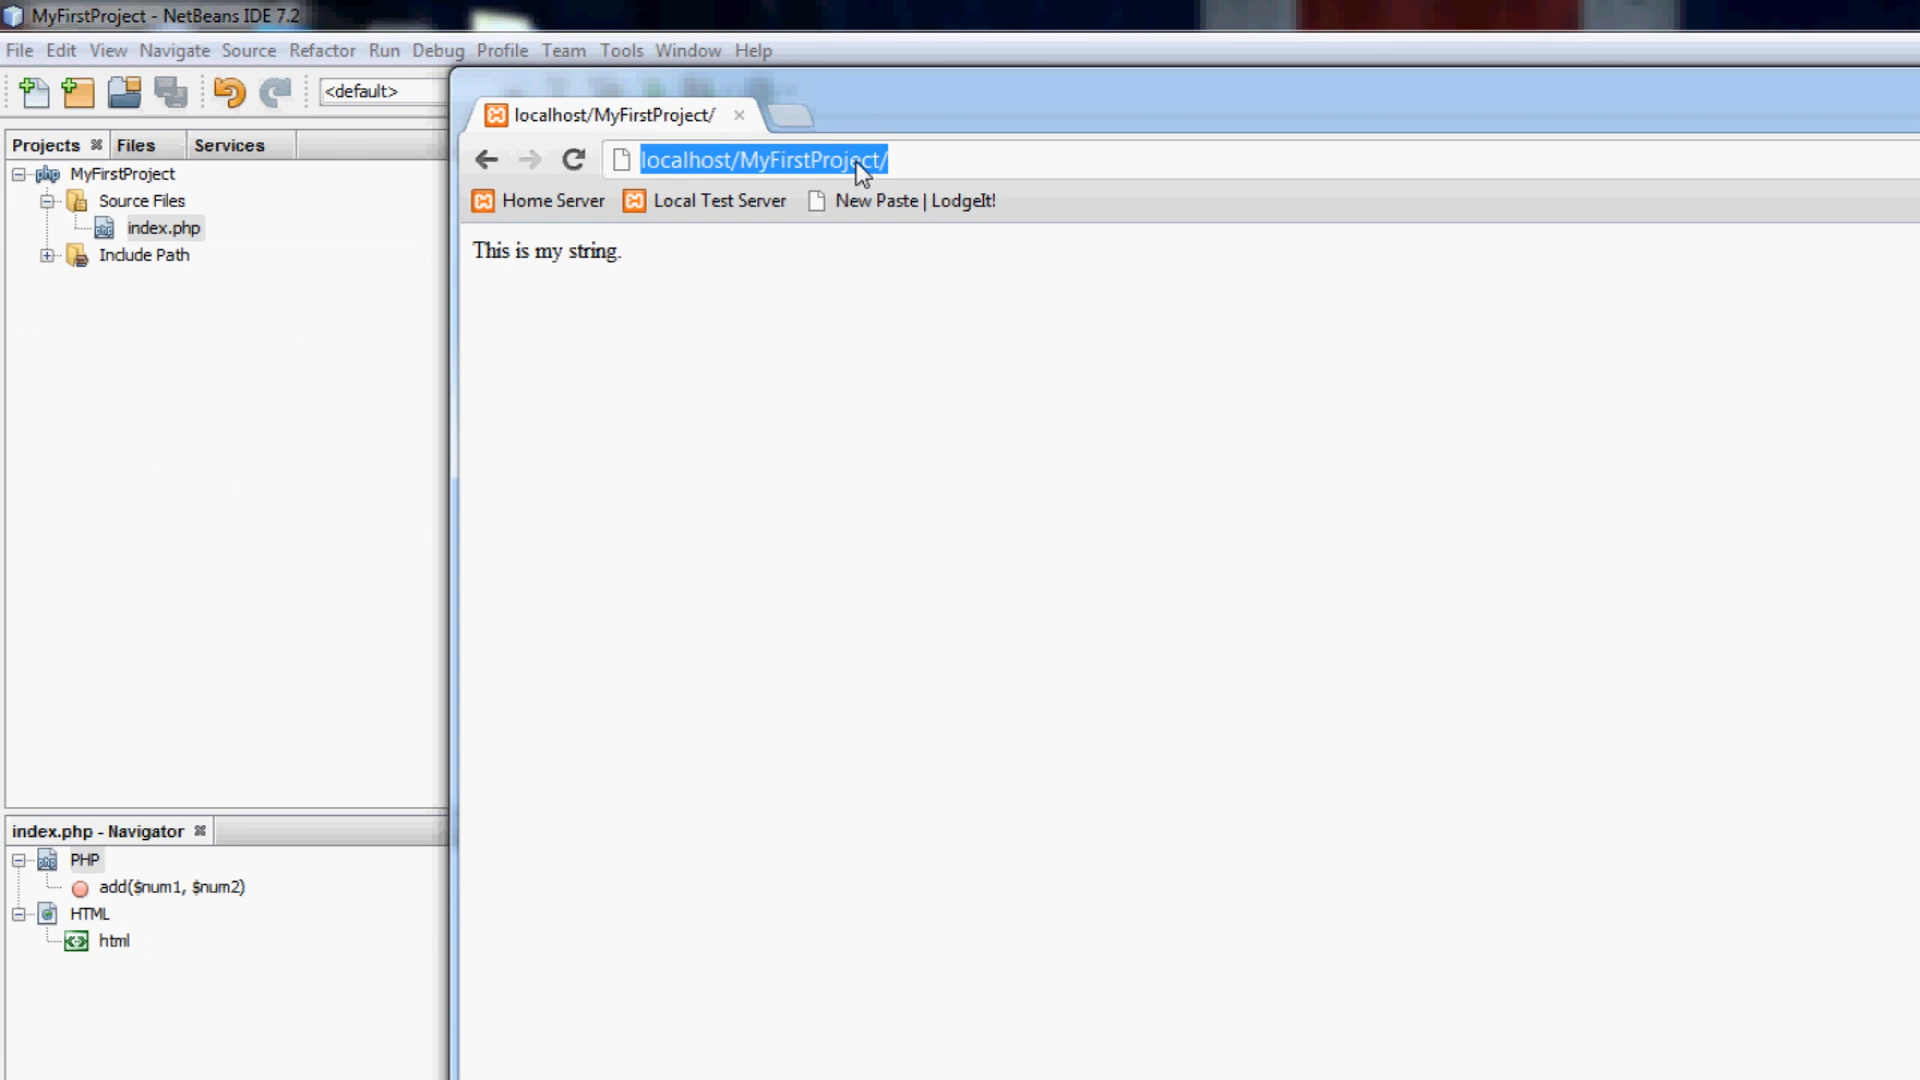 MyFirstProject - NetBeans IDE 7.2
File Edit View Navigate Source Refactor Run Debug Profile Team Tools Window Help
<default>
localhost/MyFirstProject/
Projects Files Services
localhost/MyFirstProject/
MyFirstProject
Home Server Local Test Server New Paste | LodgeIt!
Source Files
php
index.php
This is my string.
Include Path
index.php - Navigator
PHP
add($num1, $num2)
HTML
html